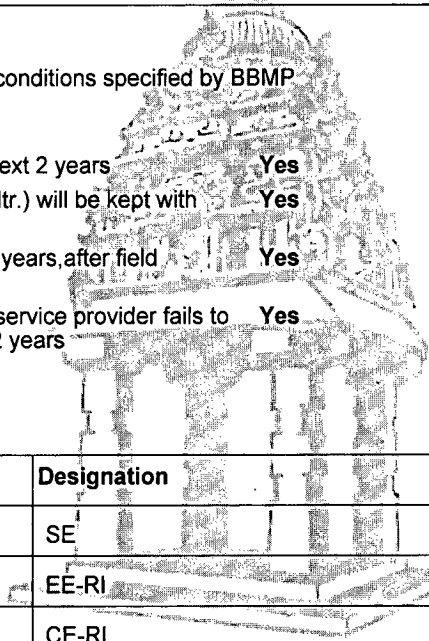 conditions specified by BBMP
ext 2 years Yes
ltr.) will be kept with Yes
years,after field Yes
service provider fails to Yes
2 years
Designation
SE
EE-RI
CE-RI